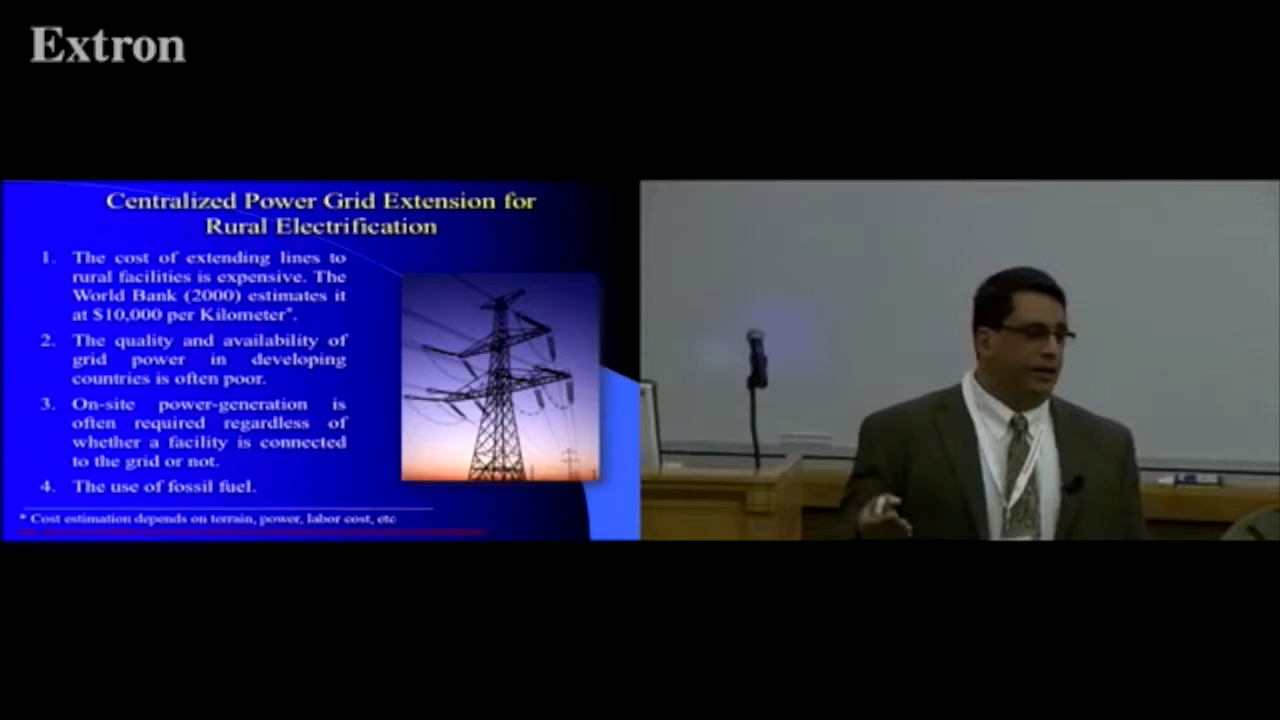 Extron
Centralized Power Grid Extension for
Rural Electrification
1. The cost of extending lines to
rural facilities is expensive. The
World Bank (2000) estimates it
at $10,000 per Kilometer*.
2. The quality and availability of
grid power in developing
countries is often poor.
3. On-site power-generation is
often required regardless of
whether a facility is connected
to the grid or not.
4. The use of fossil fuel.
* Cost estimation depends on terrain, power, labor cost, etc